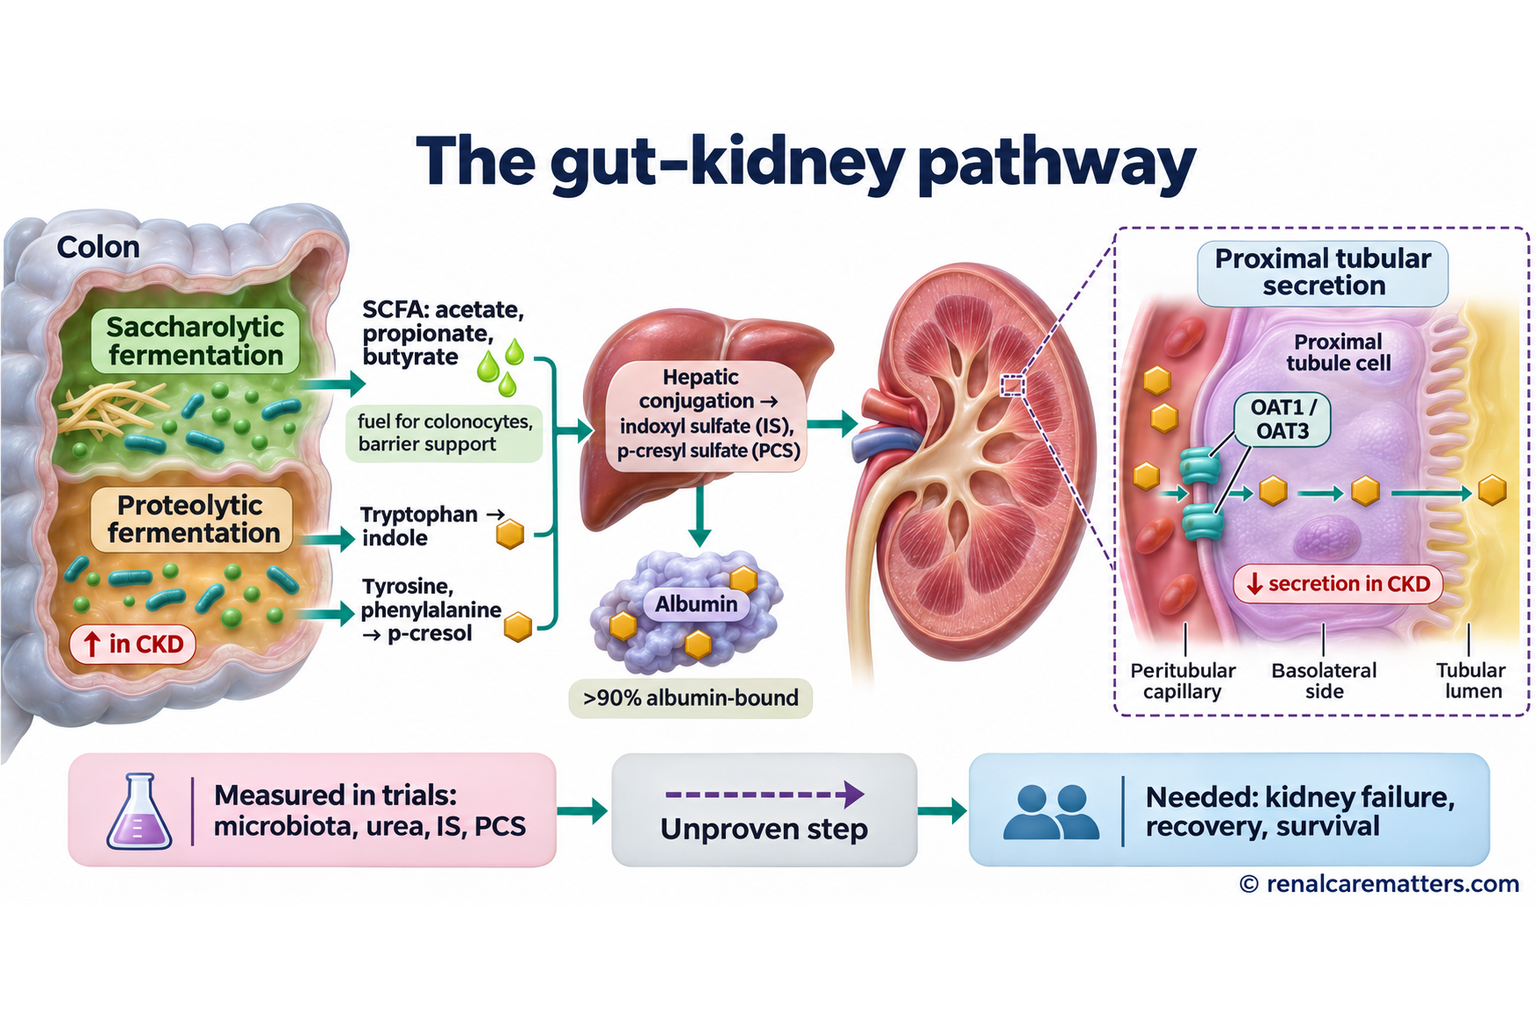 The gut–kidney pathway
Colon
Saccharolytic
fermentation
Proteolytic
fermentation
↑ in CKD
SCFA: acetate,
propionate,
butyrate
fuel for colonocytes,
barrier support
Tryptophan →
indole
Tyrosine,
phenylalanine
→ p-cresol
Hepatic
conjugation →
indoxyl sulfate (IS),
p-cresyl sulfate (PCS)
Albumin
>90% albumin-bound
Proximal tubular
secretion
Proximal
tubule cell
OAT1 /
OAT3
↓ secretion in CKD
Peritubular
capillary
Basolateral
side
Tubular
lumen
Measured in trials:
microbiota, urea, IS, PCS
Unproven step
Needed: kidney failure,
recovery, survival
© renalcarematters.com